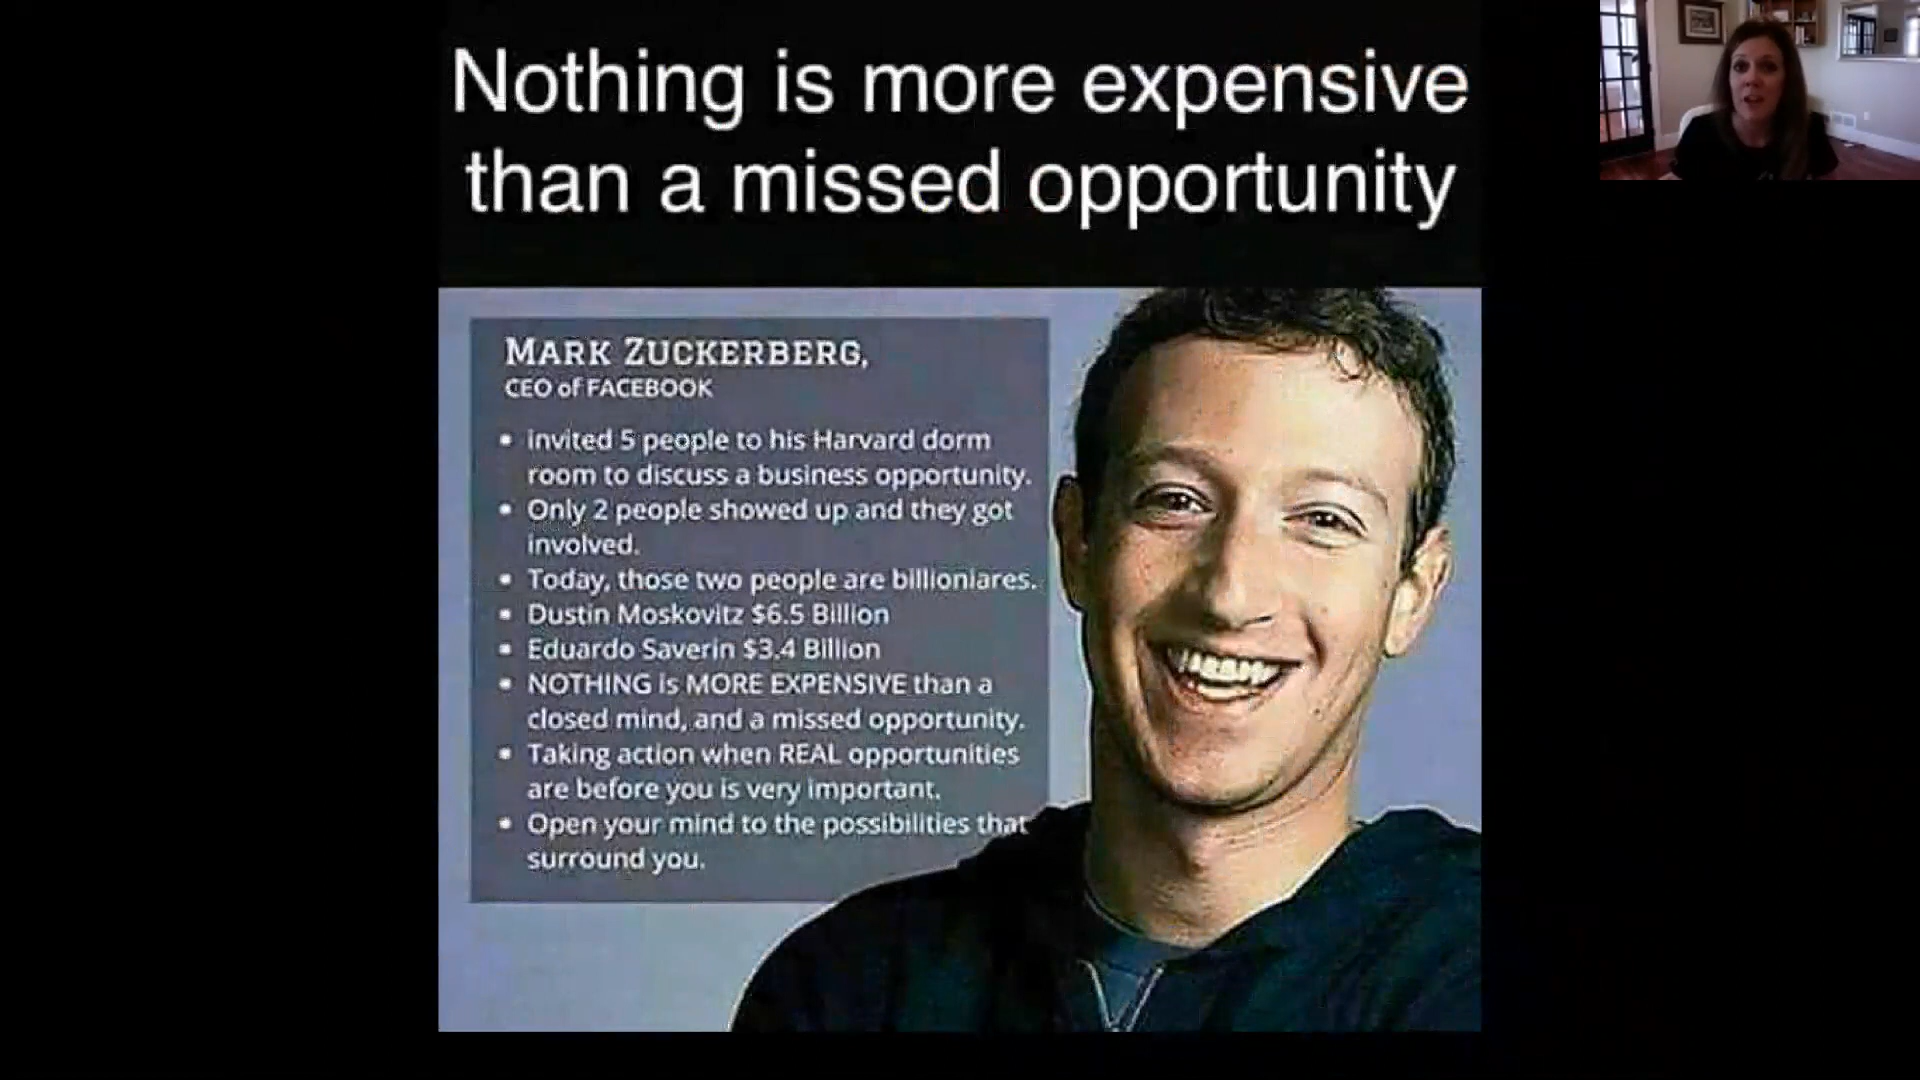 Nothing is more expensive
than a missed opportunity
MARK ZUCKERBERG,
CEO of FACEBOOK
• invited 5 people to his Harvard dorm
room to discuss a business opportunity.
• Only 2 people showed up and they got
involved.
• Today, those two people are billioniares.
• Dustin Moskovitz $6.5 Billion
• Eduardo Saverin $3.4 Billion
• NOTHING is MORE EXPENSIVE than a
closed mind, and a missed opportunity.
• Taking action when REAL opportunities
are before you is very important.
• Open your mind to the possibilities that
surround you.